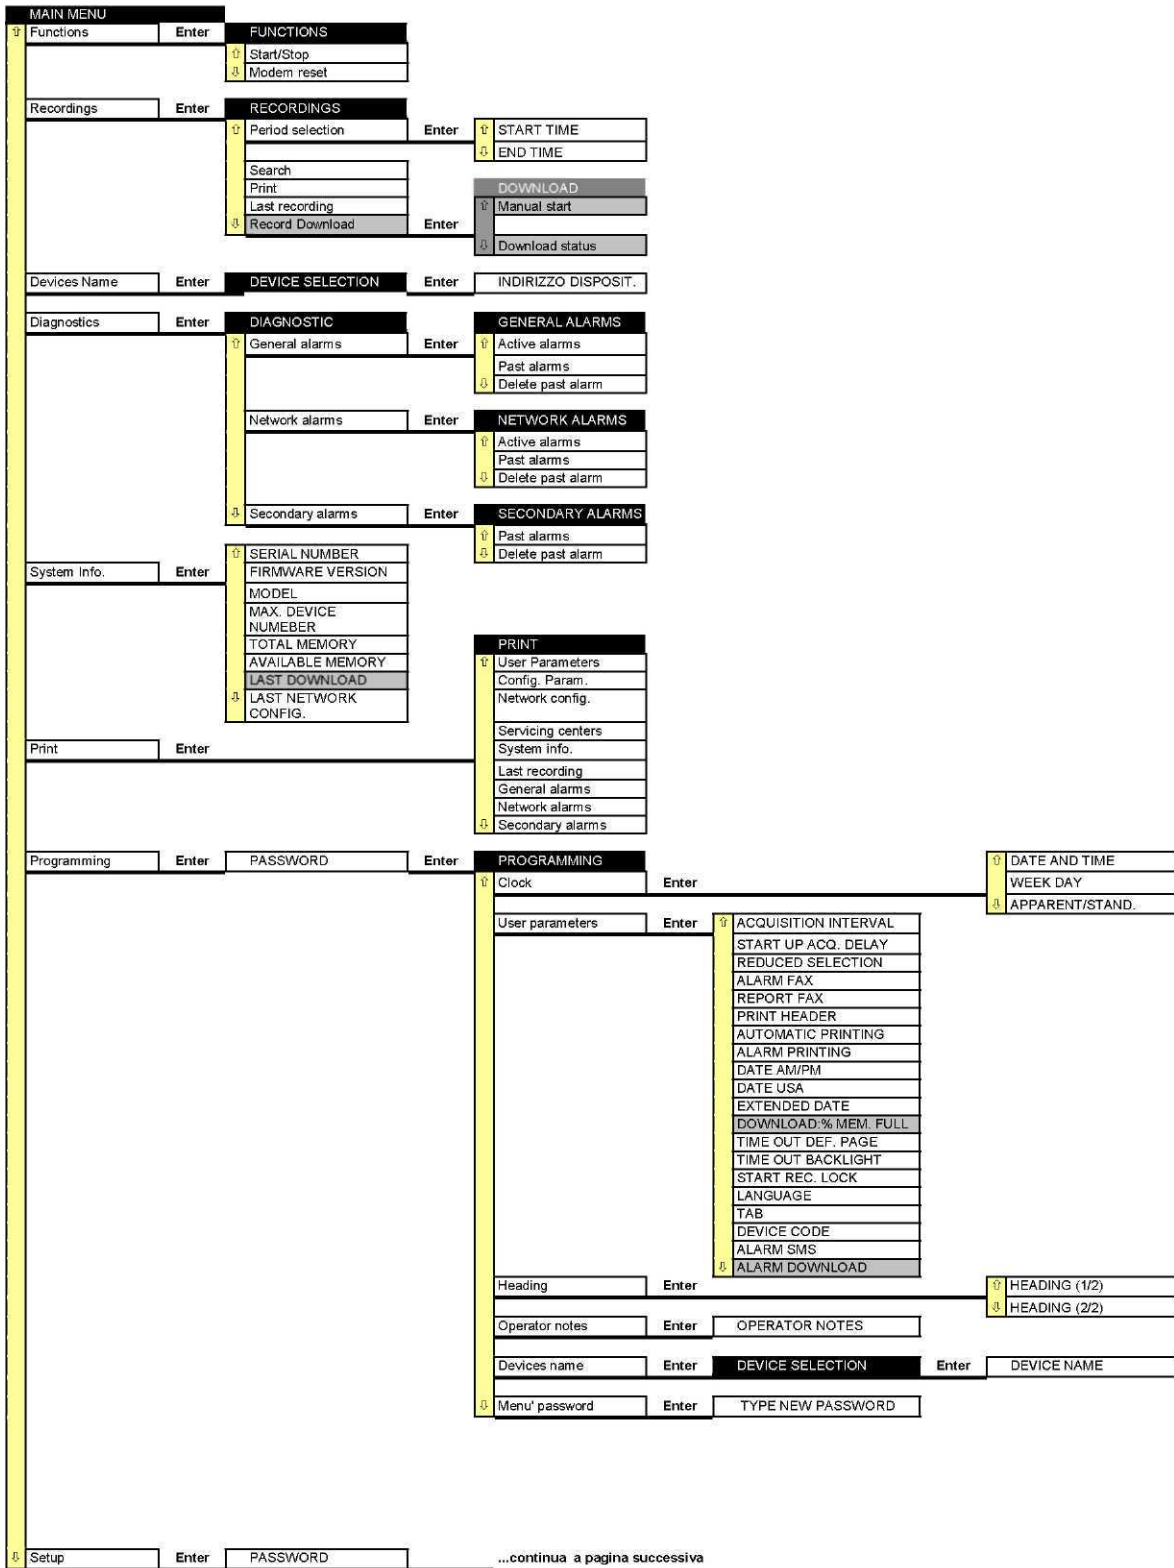 MAIN MENU
⇧ Functions Enter FUNCTIONS
⇧ Start/Stop
⇩ Modem reset
Recordings Enter RECORDINGS
⇧ Period selection Enter ⇧ START TIME
⇩ END TIME
Search
Print DOWNLOAD
Last recording ⇧ Manual start
⇩ Record Download Enter
⇩ Download status
Devices Name Enter DEVICE SELECTION Enter INDIRIZZO DISPOSIT.
Diagnostics Enter DIAGNOSTIC GENERAL ALARMS
⇧ General alarms Enter ⇧ Active alarms
Past alarms
⇩ Delete past alarm
Network alarms Enter NETWORK ALARMS
⇧ Active alarms
Past alarms
⇩ Delete past alarm
⇩ Secondary alarms Enter SECONDARY ALARMS
⇧ Past alarms
⇧ SERIAL NUMBER ⇩ Delete past alarm
System Info. Enter FIRMWARE VERSION
MODEL
MAX. DEVICE
NUMEBER
TOTAL MEMORY PRINT
AVAILABLE MEMORY ⇧ User Parameters
LAST DOWNLOAD Config. Param.
⇩ LAST NETWORK Network config.
CONFIG.
Servicing centers
Print Enter System info.
Last recording
General alarms
Network alarms
⇩ Secondary alarms
Programming Enter PASSWORD Enter PROGRAMMING ⇧ DATE AND TIME
⇧ Clock Enter WEEK DAY
⇩ APPARENT/STAND.
User parameters Enter ⇧ ACQUISITION INTERVAL
START UP ACQ. DELAY
REDUCED SELECTION
ALARM FAX
REPORT FAX
PRINT HEADER
AUTOMATIC PRINTING
ALARM PRINTING
DATE AM/PM
DATE USA
EXTENDED DATE
DOWNLOAD:% MEM. FULL
TIME OUT DEF. PAGE
TIME OUT BACKLIGHT
START REC. LOCK
LANGUAGE
TAB
DEVICE CODE
ALARM SMS
⇩ ALARM DOWNLOAD
Heading Enter ⇧ HEADING (1/2)
⇩ HEADING (2/2)
Operator notes Enter OPERATOR NOTES
Devices name Enter DEVICE SELECTION Enter DEVICE NAME
⇩ Menu' password Enter TYPE NEW PASSWORD
⇩ Setup Enter PASSWORD ...continua a pagina successiva